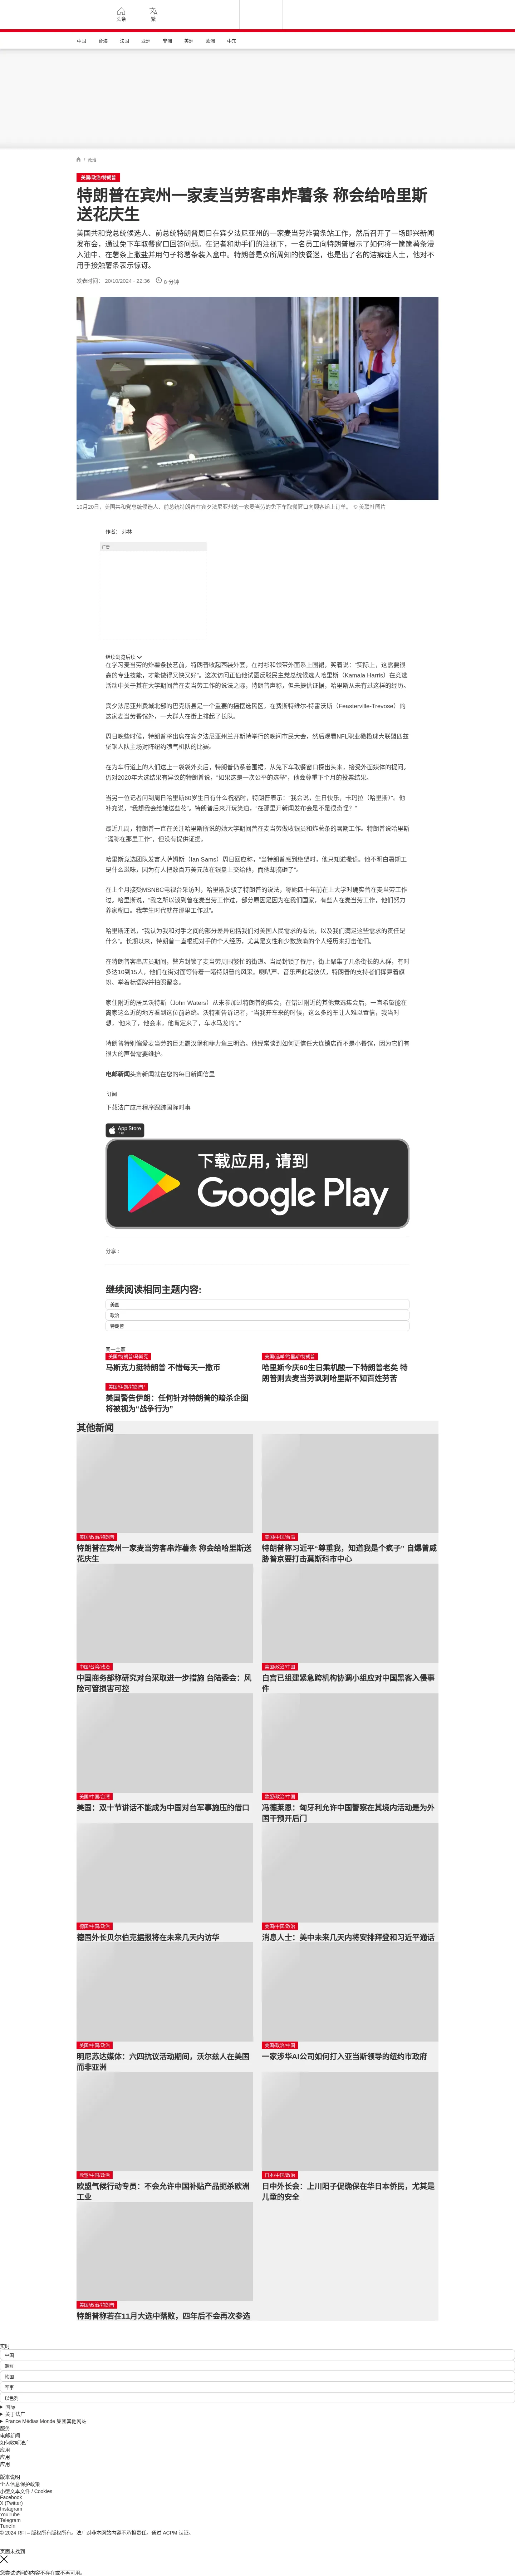 头条
繁
中国
台海
法国
亚洲
非洲
美洲
欧洲
中东
/ 政治
美国/政治/特朗普
特朗普在宾州一家麦当劳客串炸薯条 称会给哈里斯
送花庆生
美国共和党总统候选人、前总统特朗普周日在宾夕法尼亚州的一家麦当劳炸薯条站工作，然后召开了一场即兴新闻
发布会，通过免下车取餐窗口回答问题。在记者和助手们的注视下，一名员工向特朗普展示了如何将一筐筐薯条浸
入油中、在薯条上撒盐并用勺子将薯条装入盒中。特朗普是众所周知的快餐迷，也是出了名的洁癖症人士，他对不
用手接触薯条表示惊讶。
发表时间： 20/10/2024 - 22:36
6 分钟
10月20日，美国共和党总统候选人、前总统特朗普在宾夕法尼亚州的一家麦当劳的免下车取餐窗口向顾客递上订单。 © 美联社图片
作者： 弗林
广告
继续浏览后续
在学习麦当劳的炸薯条技艺前，特朗普收起西装外套，在衬衫和领带外面系上围裙，笑着说："实际上，这需要很
高的专业技能，才能做得又快又好"。这次访问正值他试图反驳民主党总统候选人哈里斯（Kamala Harris）在竞选
活动中关于其在大学期间曾在麦当劳工作的说法之际，特朗普声称，但未提供证据，哈里斯从未有过这样的经历。
宾夕法尼亚州费城北部的巴克斯县是一个重要的摇摆选民区，在费斯特维尔-特雷沃斯（Feasterville-Trevose）的
这家麦当劳餐馆外，一大群人在街上排起了长队。
周日晚些时候，特朗普将出席在宾夕法尼亚州兰开斯特举行的晚间市民大会，然后观看NFL职业橄榄球大联盟匹兹
堡钢人队主场对阵纽约喷气机队的比赛。
在为车行道上的人们送上一袋袋外卖后，特朗普仍系着围裙，从免下车取餐窗口探出头来，接受外面媒体的提问。
仍对2020年大选结果有异议的特朗普说，"如果这是一次公平的选举"，他会尊重下个月的投票结果。
当另一位记者问到周日哈里斯60岁生日有什么祝福时，特朗普表示："我会说，生日快乐，卡玛拉（哈里斯）"。他
补充说，"我想我会给她送些花"。特朗普后来开玩笑道，"在那里开新闻发布会是不是很奇怪？"
最近几周，特朗普一直在关注哈里斯所说的她大学期间曾在麦当劳做收银员和炸薯条的暑期工作。特朗普说哈里斯
"谎称在那里工作"，但没有提供证据。
哈里斯竞选团队发言人萨姆斯（Ian Sams）周日回应称，"当特朗普感到绝望时，他只知道撒谎。他不明白暑期工
是什么滋味，因为有人把数百万美元放在银盘上交给他，而他却搞砸了"。
在上个月接受MSNBC电视台采访时，哈里斯反驳了特朗普的说法，称她四十年前在上大学时确实曾在麦当劳工作
过。哈里斯说，"我之所以谈到曾在麦当劳工作过，部分原因是因为在我们国家，有些人在麦当劳工作，他们努力
养家糊口。我学生时代就在那里工作过"。
哈里斯还说，"我认为我和对手之间的部分差异包括我们对美国人民需求的看法，以及我们满足这些需求的责任是
什么"。长期以来，特朗普一直根据对手的个人经历，尤其是女性和少数族裔的个人经历来打击他们。
在特朗普客串店员期间，警方封锁了麦当劳周围繁忙的街道。当局封锁了餐厅，街上聚集了几条街长的人群，有时
多达10到15人，他们在街对面等待着一睹特朗普的风采。喇叭声、音乐声此起彼伏，特朗普的支持者们挥舞着旗
帜、举着标语牌并拍照留念。
家住附近的居民沃特斯（John Waters）从未参加过特朗普的集会，在错过附近的其他竞选集会后，一直希望能在
离家这么近的地方看到这位前总统。沃特斯告诉记者，"当我开车来的时候，这么多的车让人难以置信，我当时
想，'他来了，他会来，他肯定来了，车水马龙的'。"
特朗普特别偏爱麦当劳的巨无霸汉堡和菲力鱼三明治。他经常谈到如何更信任大连锁店而不是小餐馆，因为它们有
很大的声誉需要维护。
电邮新闻头条新闻就在您的每日新闻信里
订阅
下载法广应用程序跟踪国际时事
App Store
下载
下载应用，请到
Google Play
分享 :
继续阅读相同主题内容:
美国
政治
特朗普
同一主题
美国/特朗普/马斯克
马斯克力挺特朗普 不惜每天一撒币
美国/选举/哈里斯/特朗普
哈里斯今庆60生日乘机酸一下特朗普老矣 特
朗普则去麦当劳讽刺哈里斯不知百姓劳苦
美国/伊朗/特朗普/
美国警告伊朗：任何针对特朗普的暗杀企图
将被视为"战争行为"
其他新闻
美国/政治/特朗普
特朗普在宾州一家麦当劳客串炸薯条 称会给哈里斯送
花庆生
美国/中国/台湾
特朗普称习近平"尊重我，知道我是个疯子" 自爆曾威
胁普京要打击莫斯科市中心
中国/台湾/政治
中国商务部称研究对台采取进一步措施 台陆委会：风
险可管损害可控
美国/政治/中国
白宫已组建紧急跨机构协调小组应对中国黑客入侵事
件
美国/中国/台湾
美国：双十节讲话不能成为中国对台军事施压的借口
欧盟/政治/中国
冯德莱恩：匈牙利允许中国警察在其境内活动是为外
国干预开后门
德国/中国/政治
德国外长贝尔伯克据报将在未来几天内访华
美国/中国/政治
消息人士：美中未来几天内将安排拜登和习近平通话
美国/中国/政治
明尼苏达媒体：六四抗议活动期间，沃尔兹人在美国
而非亚洲
美国/政治/中国
一家涉华AI公司如何打入亚当斯领导的纽约市政府
欧盟/中国/政治
欧盟气候行动专员：不会允许中国补贴产品扼杀欧洲
工业
日本/中国/政治
日中外长会：上川阳子促确保在华日本侨民，尤其是
儿童的安全
美国/政治/特朗普
特朗普称若在11月大选中落败，四年后不会再次参选
实时
中国
朝鲜
韩国
军事
以色列
国际
关于法广
France Médias Monde 集团其他网站
服务
电邮新闻
如何收听法广
应用
应用
应用
版本说明
个人信息保护政策
小型文本文件 / Cookies
Facebook
X (Twitter)
Instagram
YouTube
Telegram
TuneIn
© 2024 RFI – 版权所有版权所有。法广对非本网站内容不承担责任。通过 ACPM 认证。
页面未找到
您尝试访问的内容不存在或不再可用。